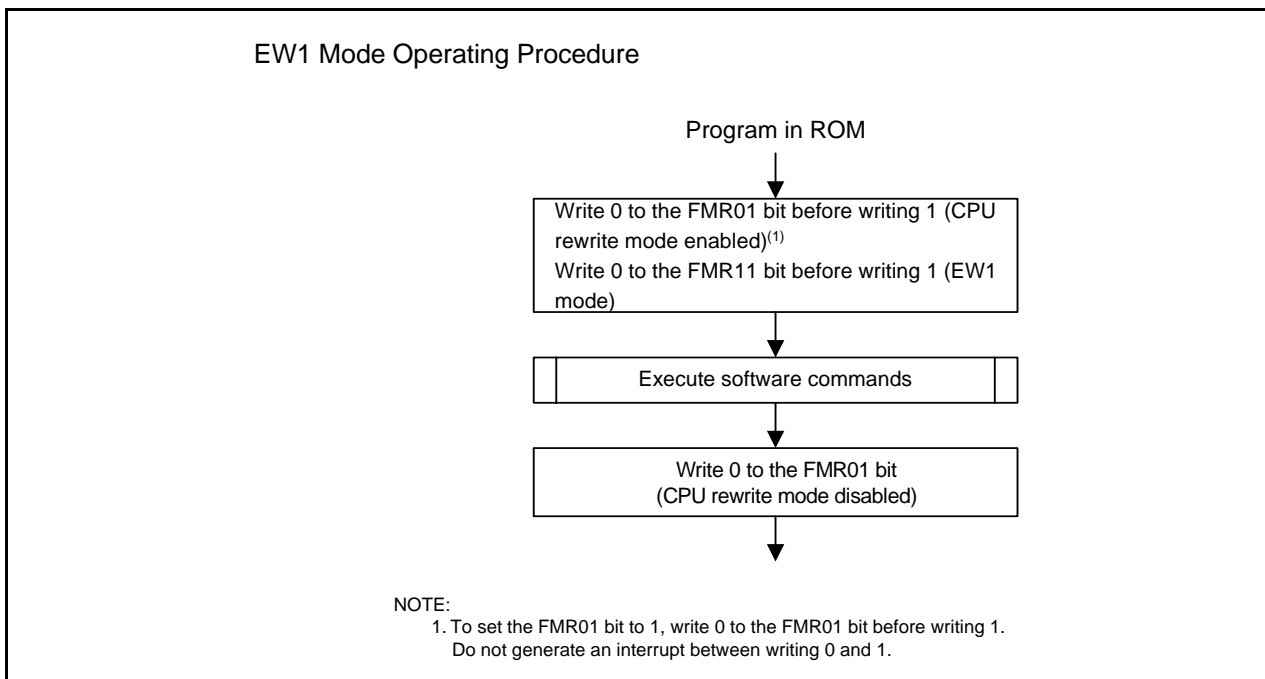 EW1 Mode Operating Procedure
Program in ROM
Write 0 to the FMR01 bit before writing 1 (CPU
rewrite mode enabled)(1)
Write 0 to the FMR11 bit before writing 1 (EW1
mode)
Execute software commands
Write 0 to the FMR01 bit
(CPU rewrite mode disabled)
NOTE:
1. To set the FMR01 bit to 1, write 0 to the FMR01 bit before writing 1.
Do not generate an interrupt between writing 0 and 1.